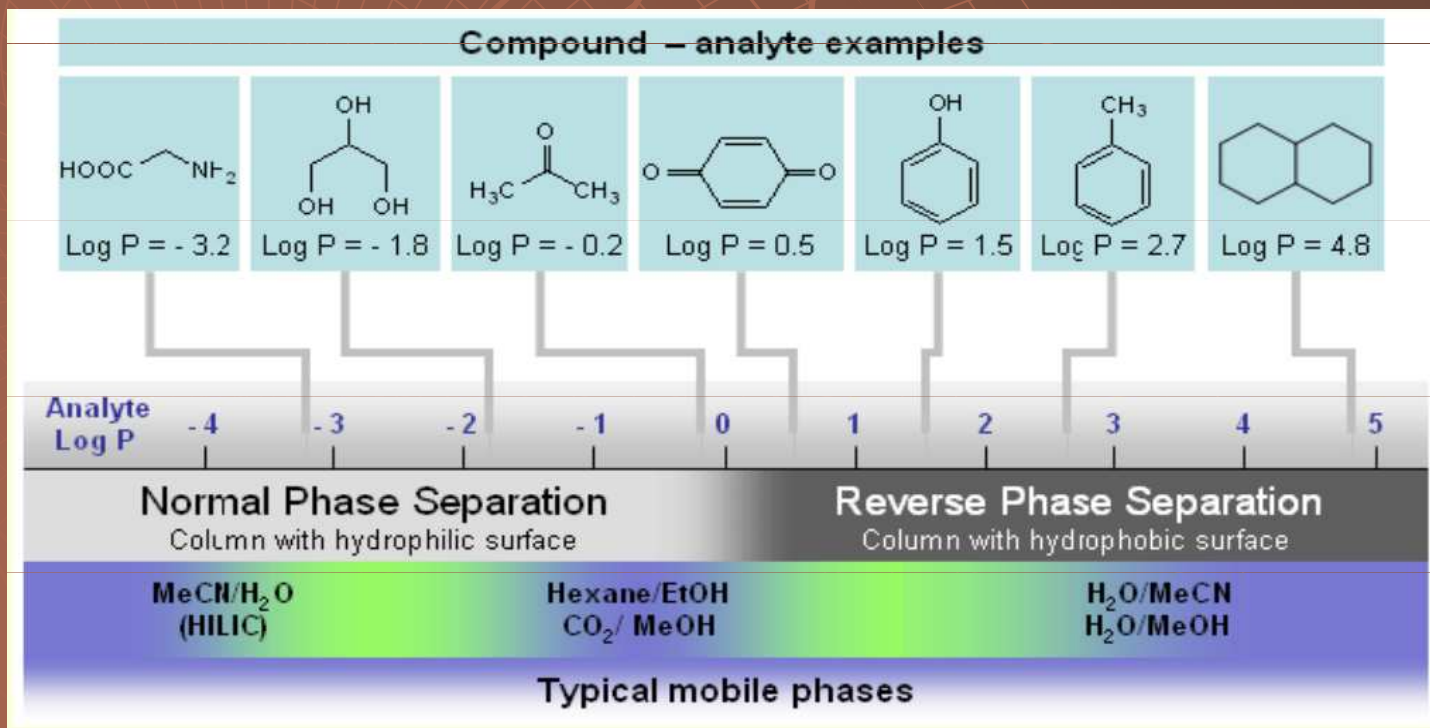 Compound – analyte examples
HOOC NH2
Log P = - 3.2
OH
OH OH
Log P = - 1.8
O
H3C CH3
Log P = - 0.2
O O
Log P = 0.5
OH
Log P = 1.5
CH3
Log P = 2.7
Log P = 4.8
Analyte
Log P
- 4 - 3 - 2 - 1 0 1 2 3 4 5
Normal Phase Separation
Column with hydrophilic surface
Reverse Phase Separation
Column with hydrophobic surface
MeCN/H2O
(HILIC)
Hexane/EtOH
CO2/ MeOH
H2O/MeCN
H2O/MeOH
Typical mobile phases